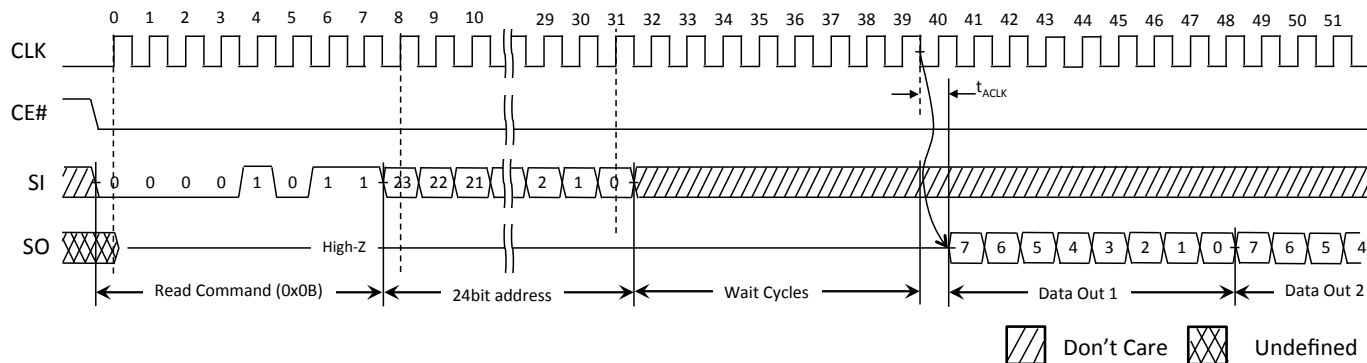 0 1 2 3 4 5 6 7 8 9 10 29 30 31 32 33 34 35 36 37 38 39 40 41 42 43 44 45 46 47 48 49 50 51
CLK
t_ACLK
CE#
SI 0 0 0 0 1 0 1 1 23 22 21 2 1 0
SO High-Z 7 6 5 4 3 2 1 0 7 6 5 4
Read Command (0x0B) 24bit address Wait Cycles Data Out 1 Data Out 2
Don't Care Undefined